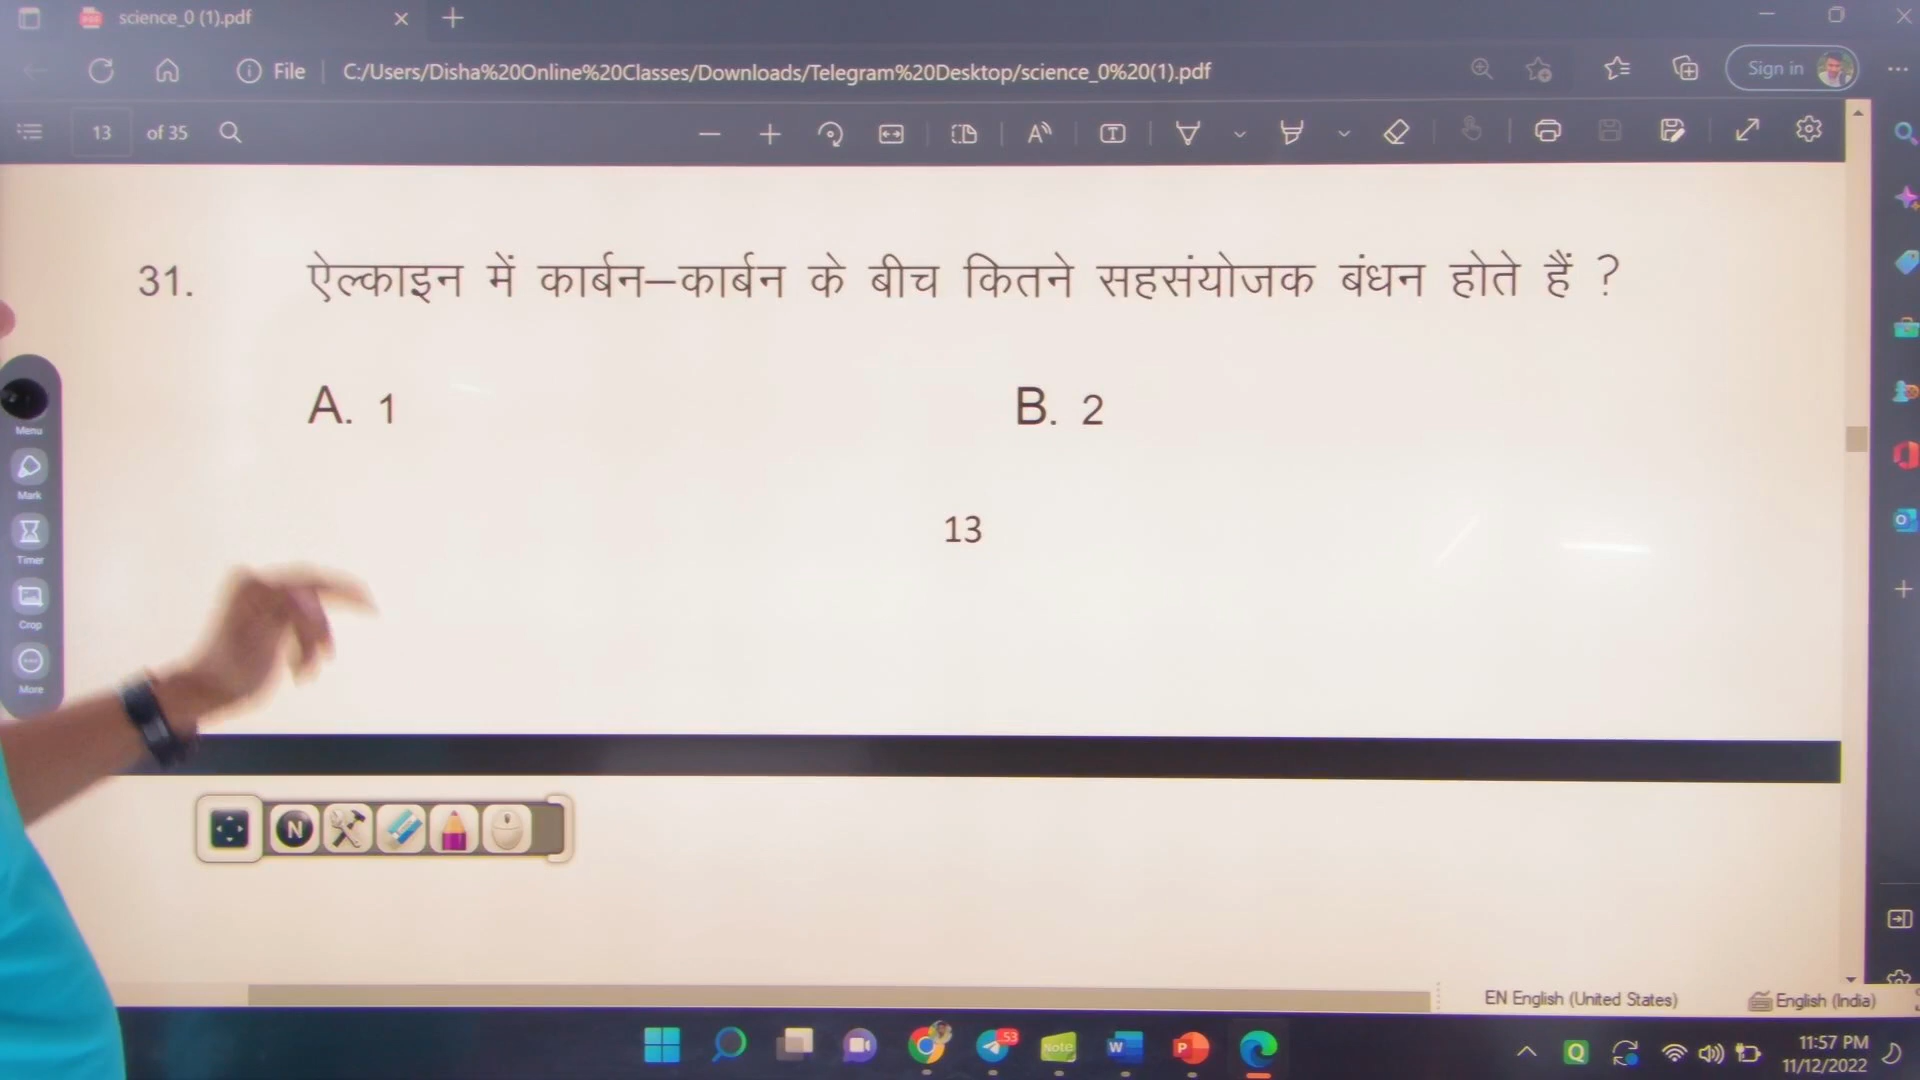 science_0 (1).pdf
File
C:/Users/Disha%20Online%20Classes/Downloads/Telegram%20Desktop/science_0%20(1).pdf
Sign in
13 of 35
31. ऐल्काइन में कार्बन–कार्बन के बीच कितने सहसंयोजक बंधन होते हैं ?
A. 1
B. 2
13
Menu
Mark
Timer
Crop
More
N
EN English (United States)
English (India)
53
Note
W
P
Q
11:57 PM
11/12/2022